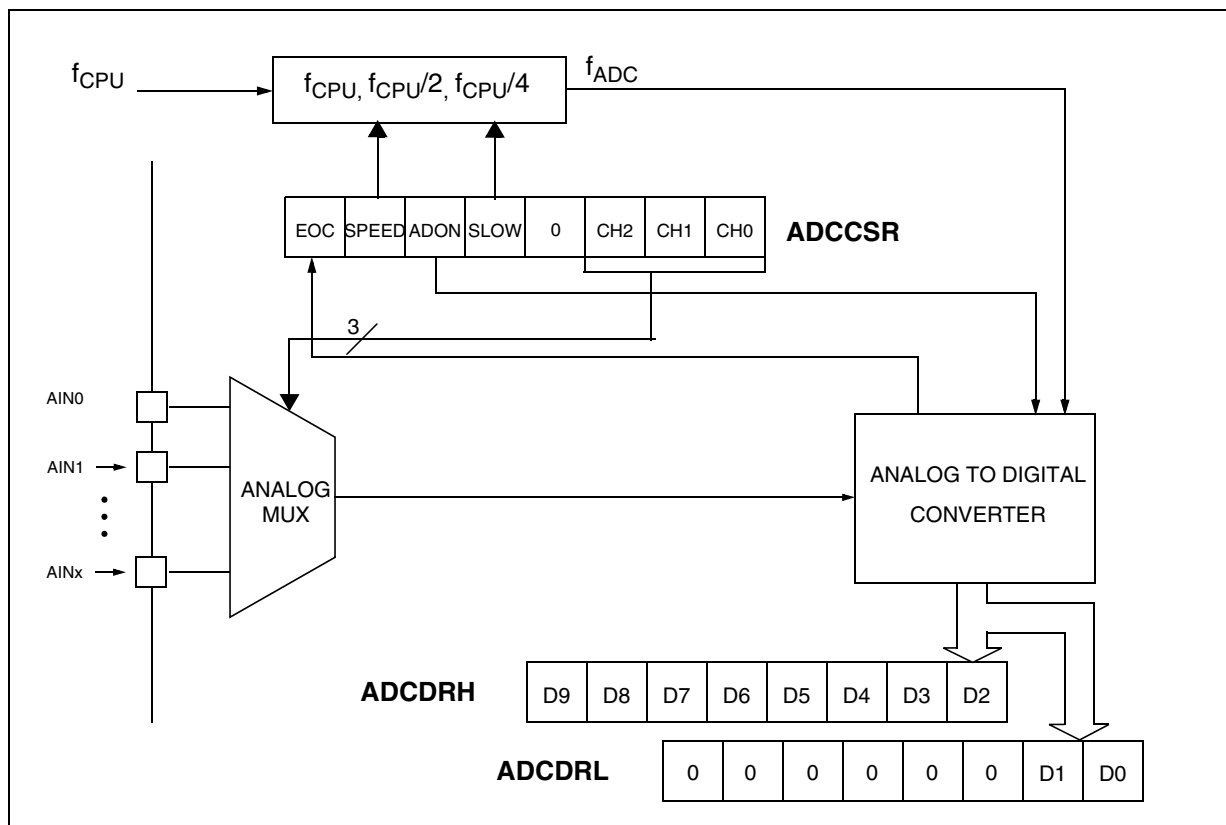 fCPU
fCPU, fCPU/2, fCPU/4
fADC
EOC SPEED ADON SLOW 0 CH2 CH1 CH0
ADCCSR
3
AIN0
AIN1
AINx
ANALOG
MUX
ANALOG TO DIGITAL
CONVERTER
ADCDRH
D9 D8 D7 D6 D5 D4 D3 D2
ADCDRL
0 0 0 0 0 0 D1 D0